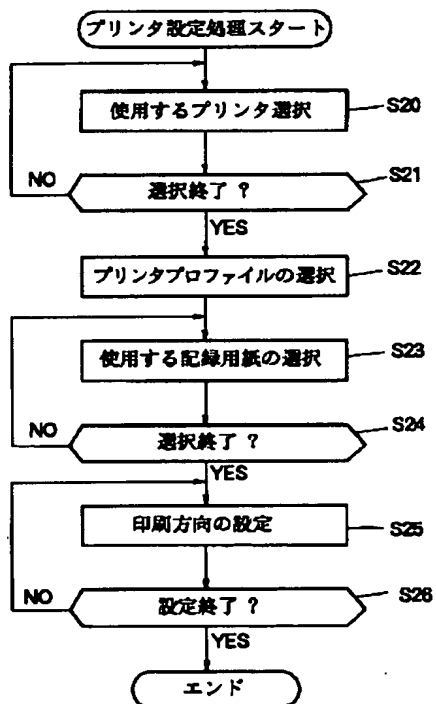 プリンタ設定処理スタート
使用するプリンタ選択
S20
選択終了？
S21
NO
YES
プリンタプロファイルの選択
S22
使用する記録用紙の選択
S23
選択終了？
S24
NO
YES
印刷方向の設定
S25
設定終了？
S26
NO
YES
エンド